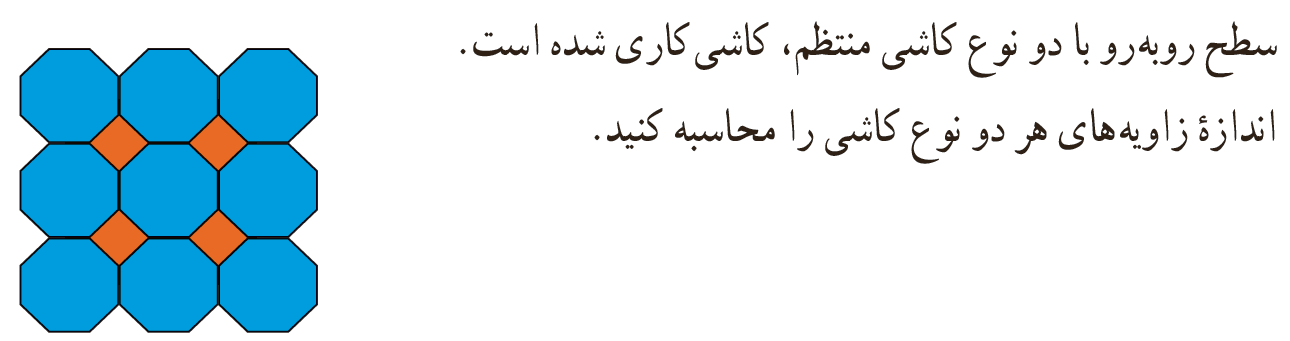 سطح روبه‌رو با دو نوع کاشی منتظم، کاشی‌کاری شده است.
اندازهٔ زاویه‌های هر دو نوع کاشی را محاسبه کنید.